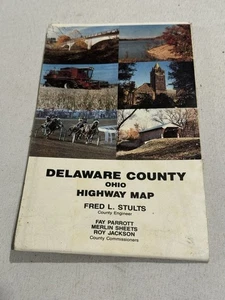 DELAWARE COUNTY
OHIO
HIGHWAY MAP
FRED L. STULTS
County Engineer
FAY PARROTT
MERLIN SHEETS
ROY JACKSON
County Commissioners